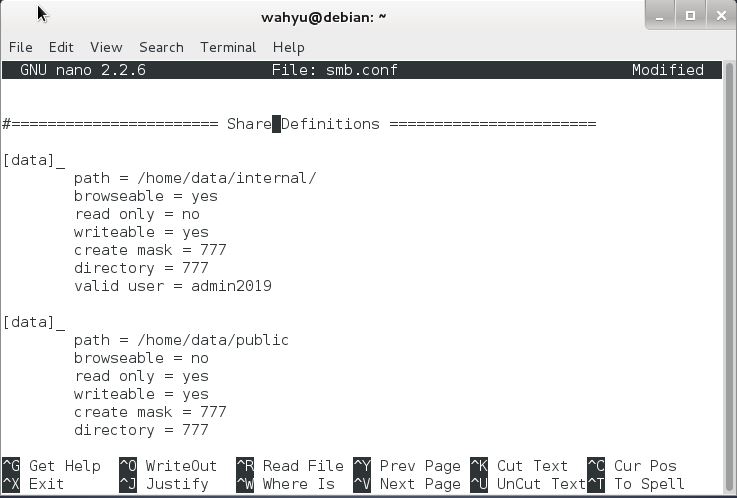 wahyu@debian: ~
File Edit View Search Terminal Help
GNU nano 2.2.6 File: smb.conf Modified
#======================= Share Definitions =======================
[data]_
path = /home/data/internal/
browseable = yes
read only = no
writeable = yes
create mask = 777
directory = 777
valid user = admin2019
[data]_
path = /home/data/public
browseable = no
read only = yes
writeable = yes
create mask = 777
directory = 777
^G Get Help ^O WriteOut ^R Read File ^Y Prev Page ^K Cut Text ^C Cur Pos
^X Exit ^J Justify ^W Where Is ^V Next Page ^U UnCut Text ^T To Spell